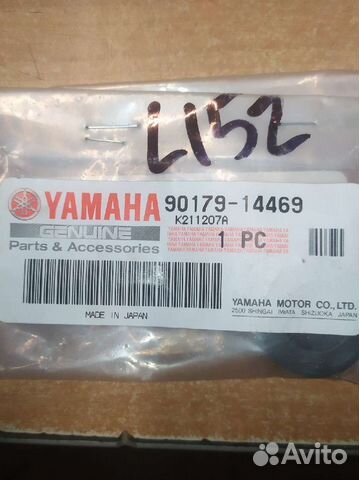 L152
YAMAHA 90179-14469
GENUINE K211207A
Parts & Accessories 1 PC
YAMAHA MOTOR CO., LTD.
MADE IN JAPAN 2500 SHINGAI IWATA SHIZUOKA JAPAN
Avito